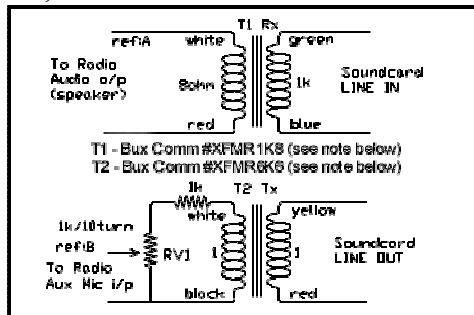 T1 Rx
ref:A white green
To Radio
Audio o/p
(speaker)
8ohm 1k
Soundcard
LINE IN
red blue
T1 - Bux Comm #XFMR1K8 (see note below)
T2 - Bux Comm #XFMR6K6 (see note below)
1k T2 Tx
white yellow
1k/10turn
ref:B
RV1
To Radio
Aux Mic i/p
1 1
Soundcard
LINE OUT
black red